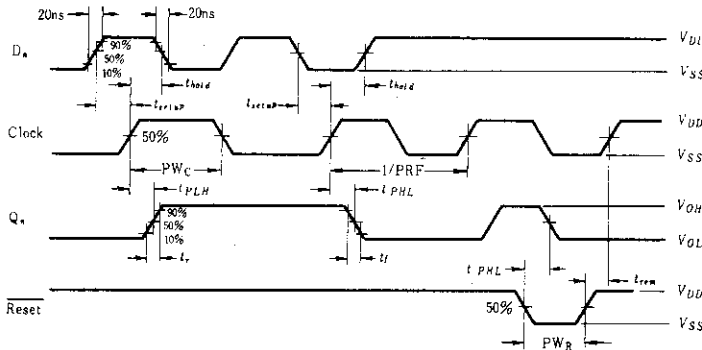 20ns 20ns
Dn 90% 50% 10% thold thold VDD
tsetup tsetup VSS
Clock 50% VDD
PWC 1/PRF VSS
tPLH tPHL
Qn 90% 50% 10% VOH
tr tf VOL
tPHL trem
Reset 50% VDD
PWR VSS